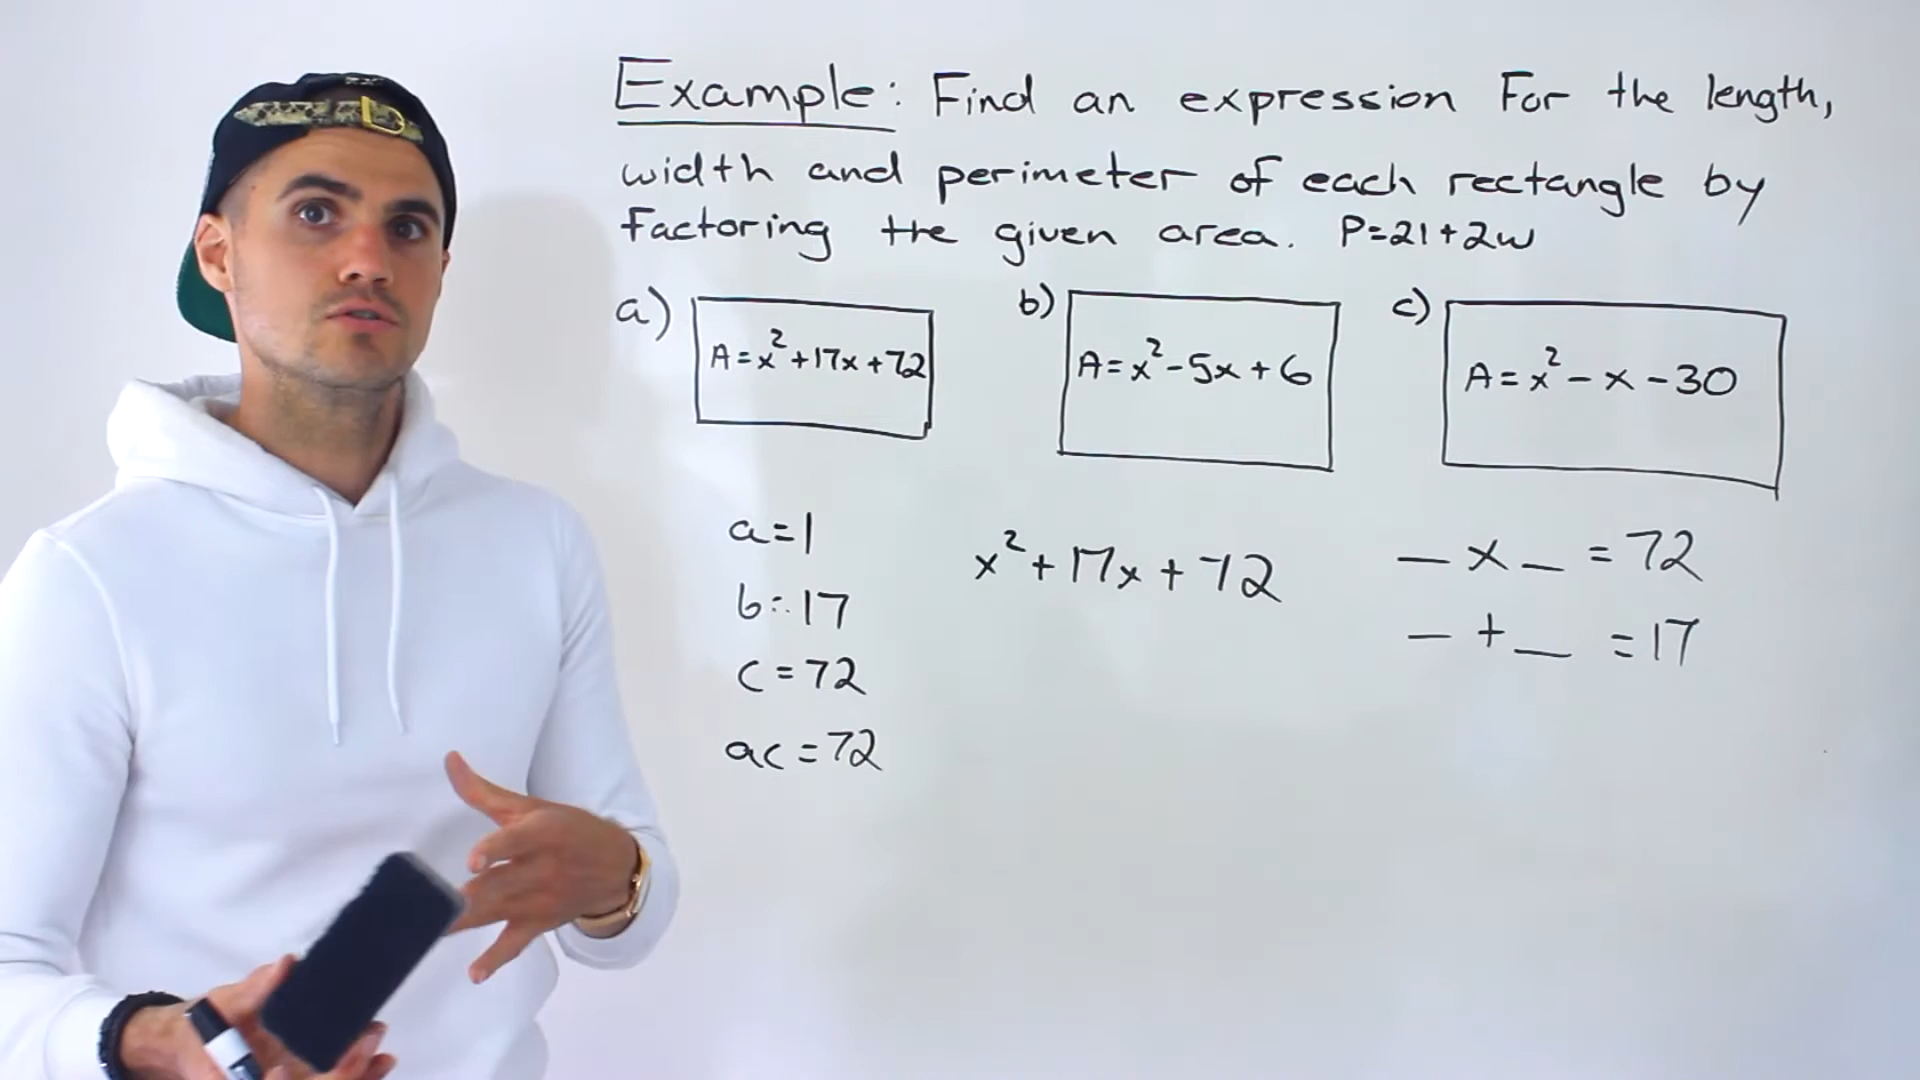 Example: Find an expression For the length,
width and perimeter of each rectangle by
factoring the given area. P=2l+2w
a) A=x²+17x+72
b) A=x²-5x+6
c) A=x²-x-30
a=1
b=17
c=72
ac=72
x²+17x+72
_ x _ =72
_ + _ =17